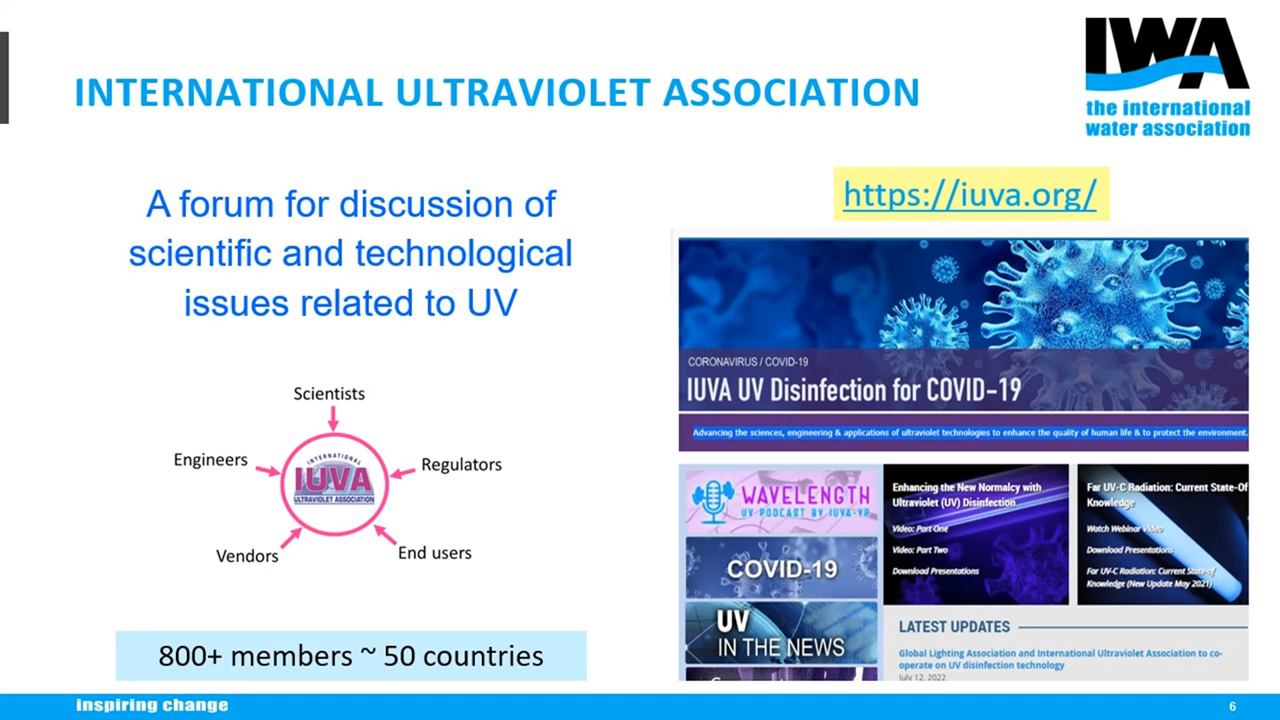 INTERNATIONAL ULTRAVIOLET ASSOCIATION
IWA
the international
water association
A forum for discussion of
scientific and technological
issues related to UV
Scientists
Engineers
Regulators
INTERNATIONAL
IUVA
ULTRAVIOLET ASSOCIATION
Vendors
End users
800+ members ~ 50 countries
https://iuva.org/
CORONAVIRUS / COVID-19
IUVA UV Disinfection for COVID-19
Advancing the sciences, engineering & applications of ultraviolet technologies to enhance the quality of human life & to protect the environment.
WAVELENGTH
UV PODCAST BY IUVA-YP
COVID-19
UV
IN THE NEWS
Enhancing the New Normalcy with
Ultraviolet (UV) Disinfection
Video: Part One
Video: Part Two
Download Presentations
Far UV-C Radiation: Current State-Of
Knowledge
Watch Webinar Video
Download Presentations
Far UV-C Radiation: Current State-of
Knowledge (New Update May 2021)
LATEST UPDATES
Global Lighting Association and International Ultraviolet Association to co-
operate on UV disinfection technology
July 12, 2022
inspiring change
6